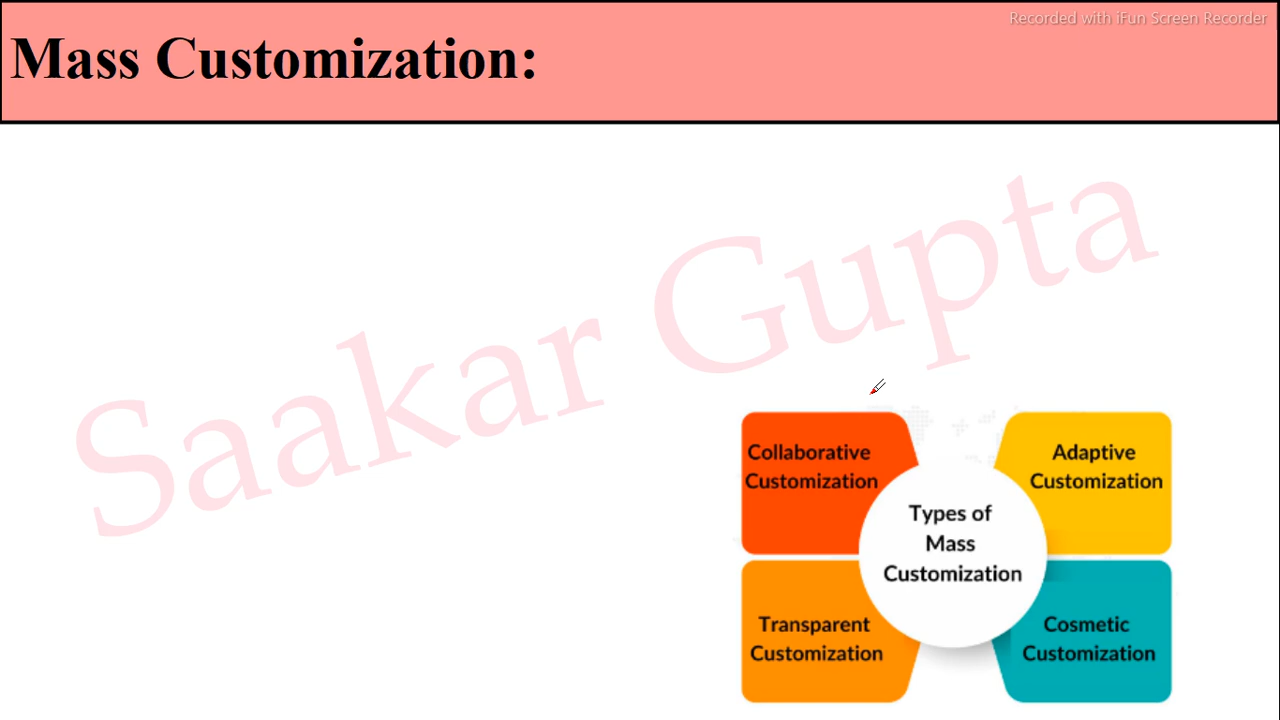 Recorded with iFun Screen Recorder
Mass Customization:
Saakar Gupta
Collaborative
Customization
Adaptive
Customization
Types of
Mass
Customization
Transparent
Customization
Cosmetic
Customization